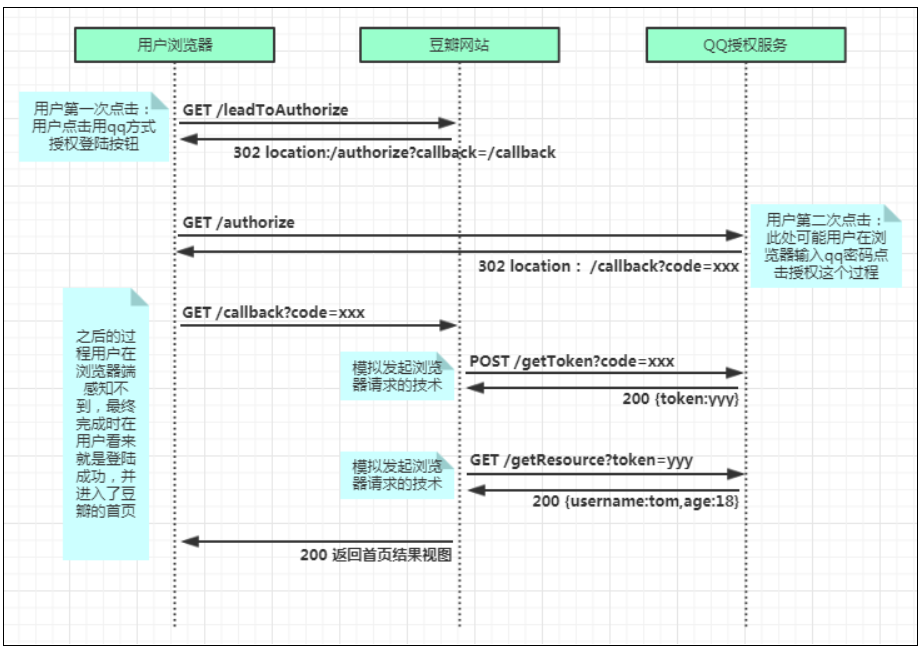 用户浏览器
豆瓣网站
QQ授权服务
用户第一次点击：
用户点击用qq方式
授权登陆按钮
GET /leadToAuthorize
302 location:/authorize?callback=/callback
GET /authorize
用户第二次点击：
此处可能用户在浏
览器输入qq密码点
击授权这个过程
302 location： /callback?code=xxx
GET /callback?code=xxx
之后的过
程用户在
浏览器端
感知不
到，最终
完成时在
用户看来
就是登陆
成功，并
进入了豆
瓣的首页
模拟发起浏览
器请求的技术
POST /getToken?code=xxx
200 {token:yyy}
模拟发起浏览
器请求的技术
GET /getResource?token=yyy
200 {username:tom,age:18}
200 返回首页结果视图